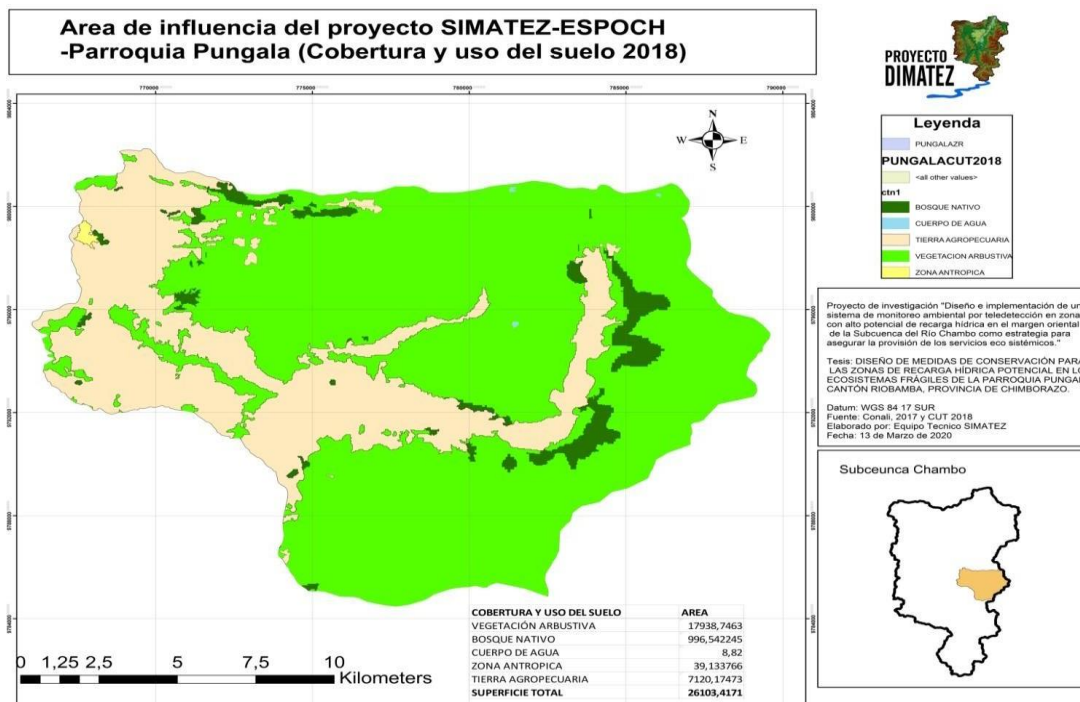 Area de influencia del proyecto SIMATEZ-ESPOCH
-Parroquia Pungala (Cobertura y uso del suelo 2018)
PROYECTO
DIMATEZ
770000 775000 780000 785000 790000
N
W E
S
Leyenda
PUNGALAZR
PUNGALACUT2018
<all other values>
ctn1
BOSQUE NATIVO
CUERPO DE AGUA
TIERRA AGROPECUARIA
VEGETACION ARBUSTIVA
ZONA ANTROPICA
Proyecto de investigación "Diseño e implementación de un
sistema de monitoreo ambiental por teledetección en zona
con alto potencial de recarga hídrica en el margen oriental
de la Subcuenca del Río Chambo como estrategia para
asegurar la provisión de los servicios eco sistémicos."
Tesis: DISEÑO DE MEDIDAS DE CONSERVACIÓN PARA
LAS ZONAS DE RECARGA HÍDRICA POTENCIAL EN LO
ECOSISTEMAS FRÁGILES DE LA PARROQUIA PUNGAL
CANTÓN RIOBAMBA, PROVINCIA DE CHIMBORAZO.
Datum: WGS 84 17 SUR
Fuente: Conali, 2017 y CUT 2018
Elaborado por: Equipo Tecnico SIMATEZ
Fecha: 13 de Marzo de 2020
Subceunca Chambo
COBERTURA Y USO DEL SUELO AREA
VEGETACIÓN ARBUSTIVA 17938,7463
BOSQUE NATIVO 996,542245
CUERPO DE AGUA 8,82
ZONA ANTROPICA 39,133766
TIERRA AGROPECUARIA 7120,17473
SUPERFICIE TOTAL 26103,4171
0 1,25 2,5 5 7,5 10
Kilometers